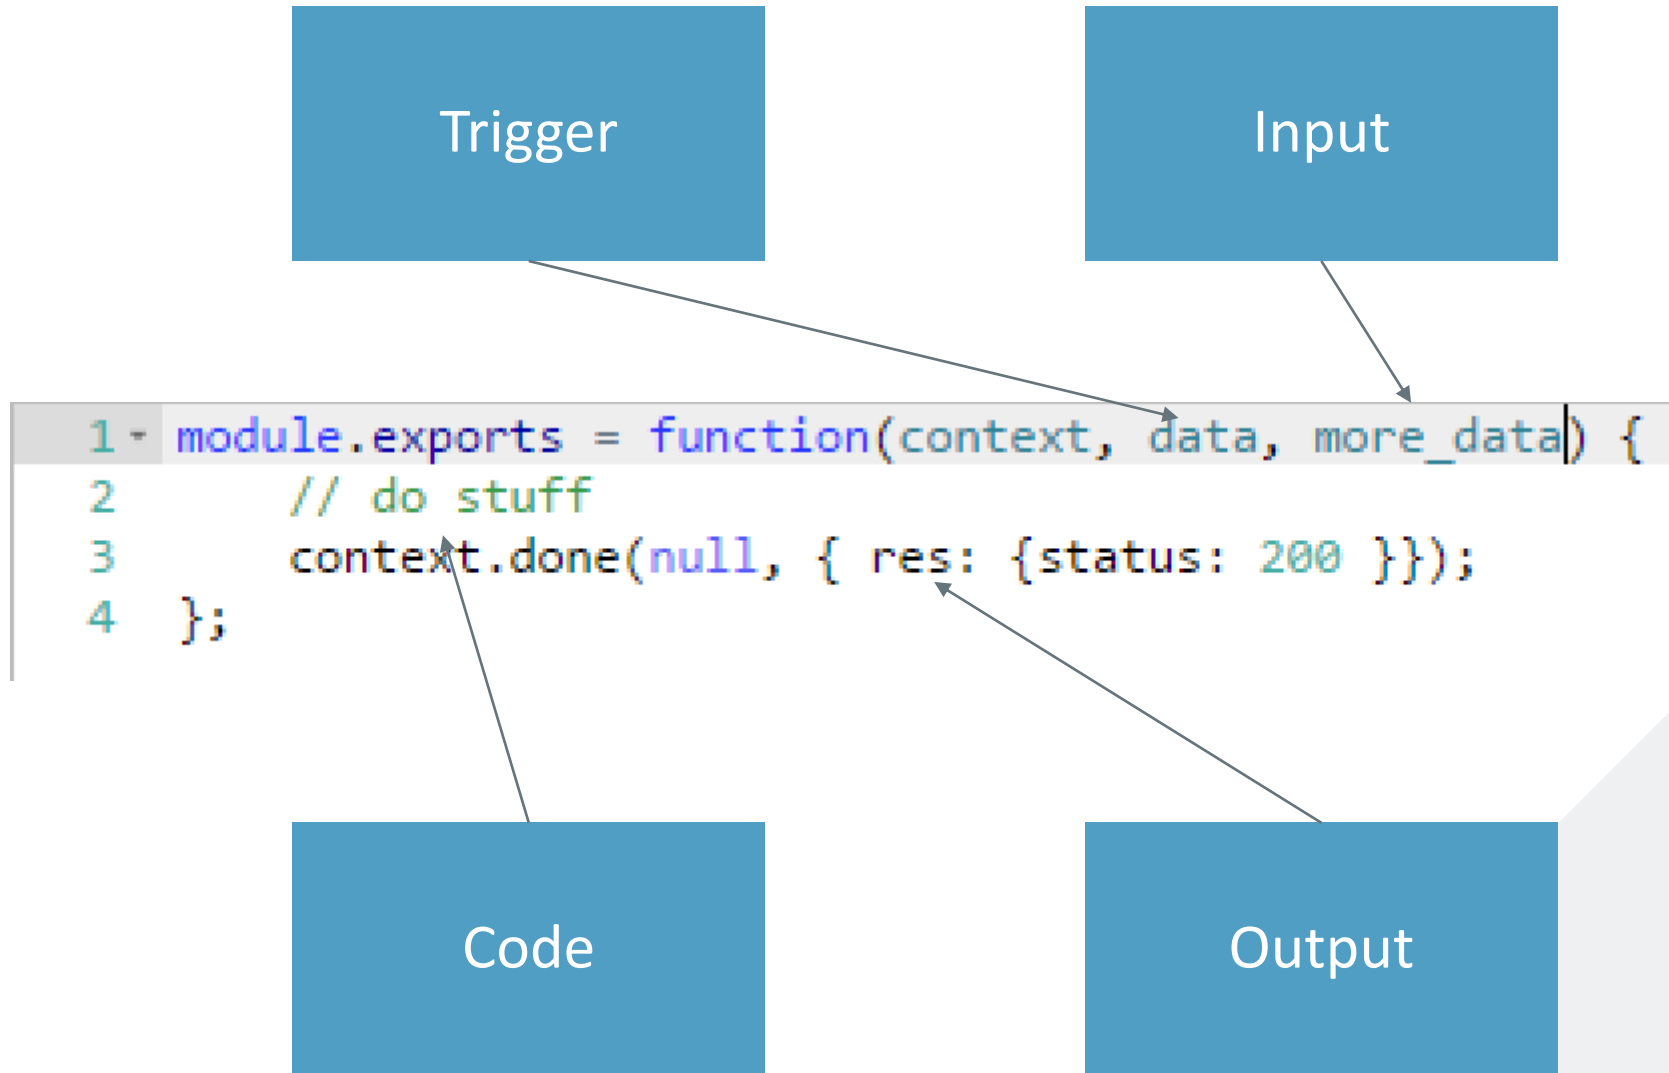 Trigger
Input
1 module.exports = function(context, data, more_data) {
2 // do stuff
3 context.done(null, { res: {status: 200 }});
4 };
Code
Output